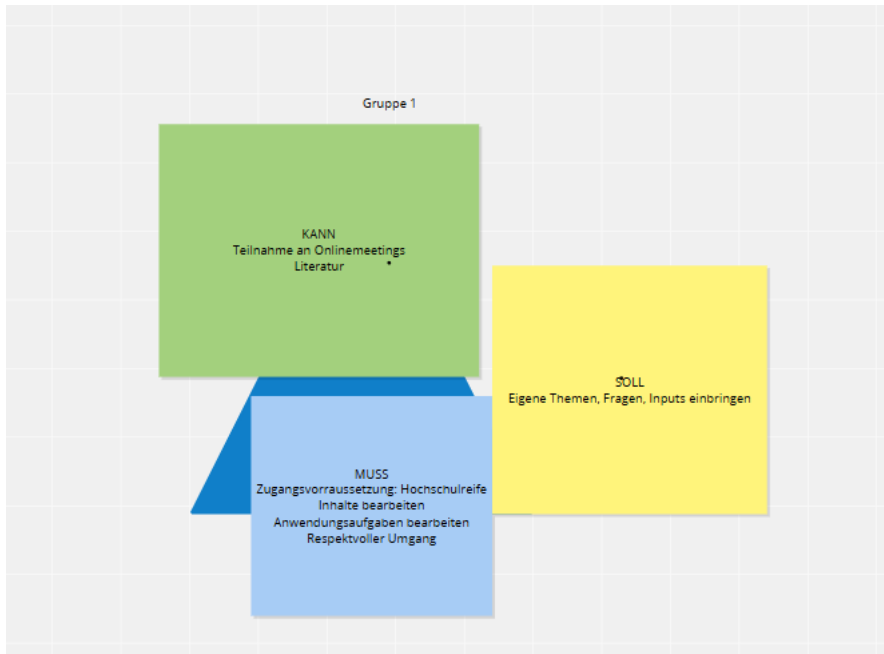 Gruppe 1
KANN
Teilnahme an Onlinemeetings
Literatur
SOLL
Eigene Themen, Fragen, Inputs einbringen
MUSS
Zugangsvorraussetzung: Hochschulreife
Inhalte bearbeiten
Anwendungsaufgaben bearbeiten
Respektvoller Umgang